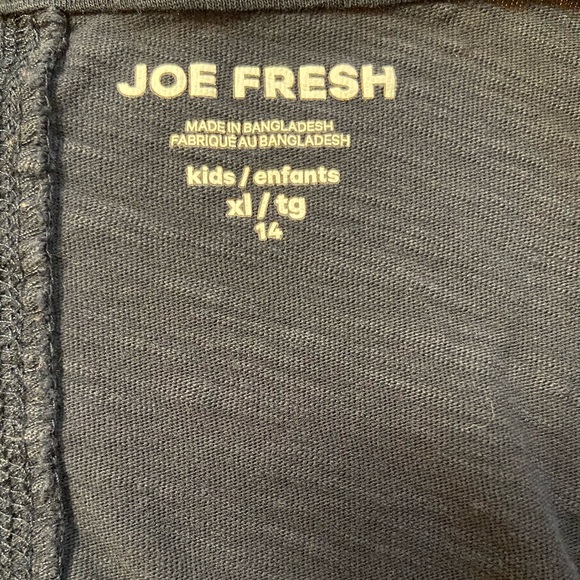 JOE FRESH
MADE IN BANGLADESH
FABRIQUÉ AU BANGLADESH
kids / enfants
xl / tg
14